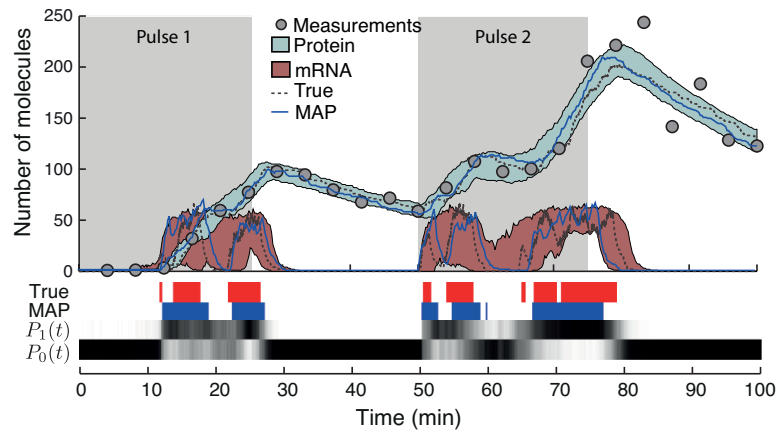 250
200
150
100
50
0
Number of molecules
Pulse 1
Pulse 2
Measurements
Protein
mRNA
True
MAP
True
MAP
P₁(t)
P₀(t)
0 10 20 30 40 50 60 70 80 90 100
Time (min)